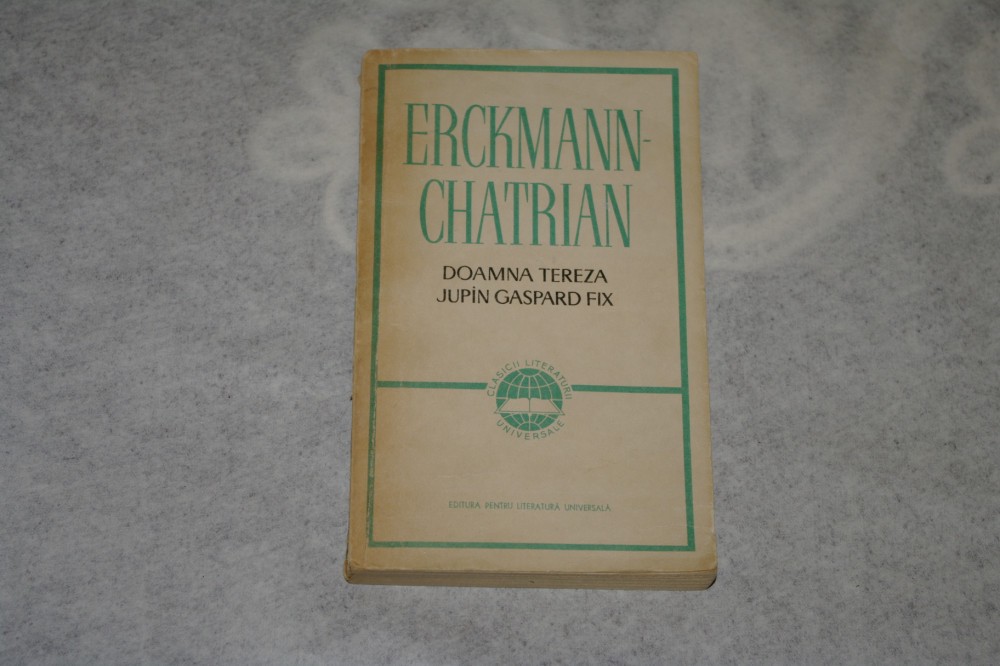 ERCKMANN-
CHATRIAN
DOAMNA TEREZA
JUPÎN GASPARD FIX
CLASICII LITERATURII
UNIVERSALE
EDITURA PENTRU LITERATURĂ UNIVERSALĂ